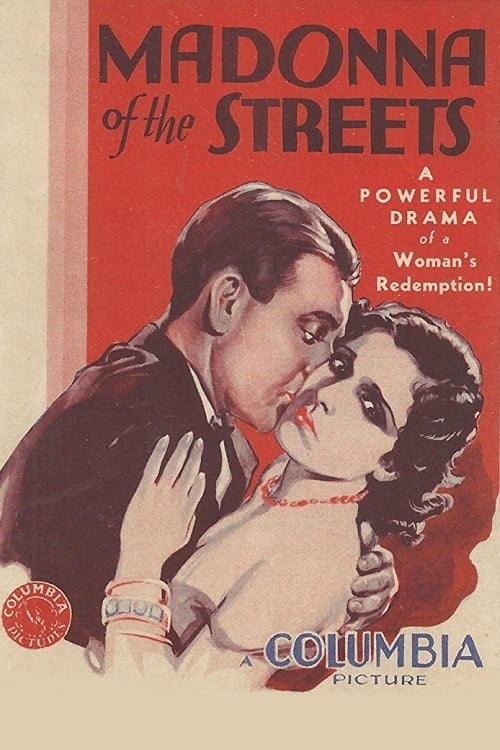 MADONNA
of the STREETS
A
POWERFUL
DRAMA
of a
Woman's
Redemption!
COLUMBIA
PICTURES
A COLUMBIA
PICTURE